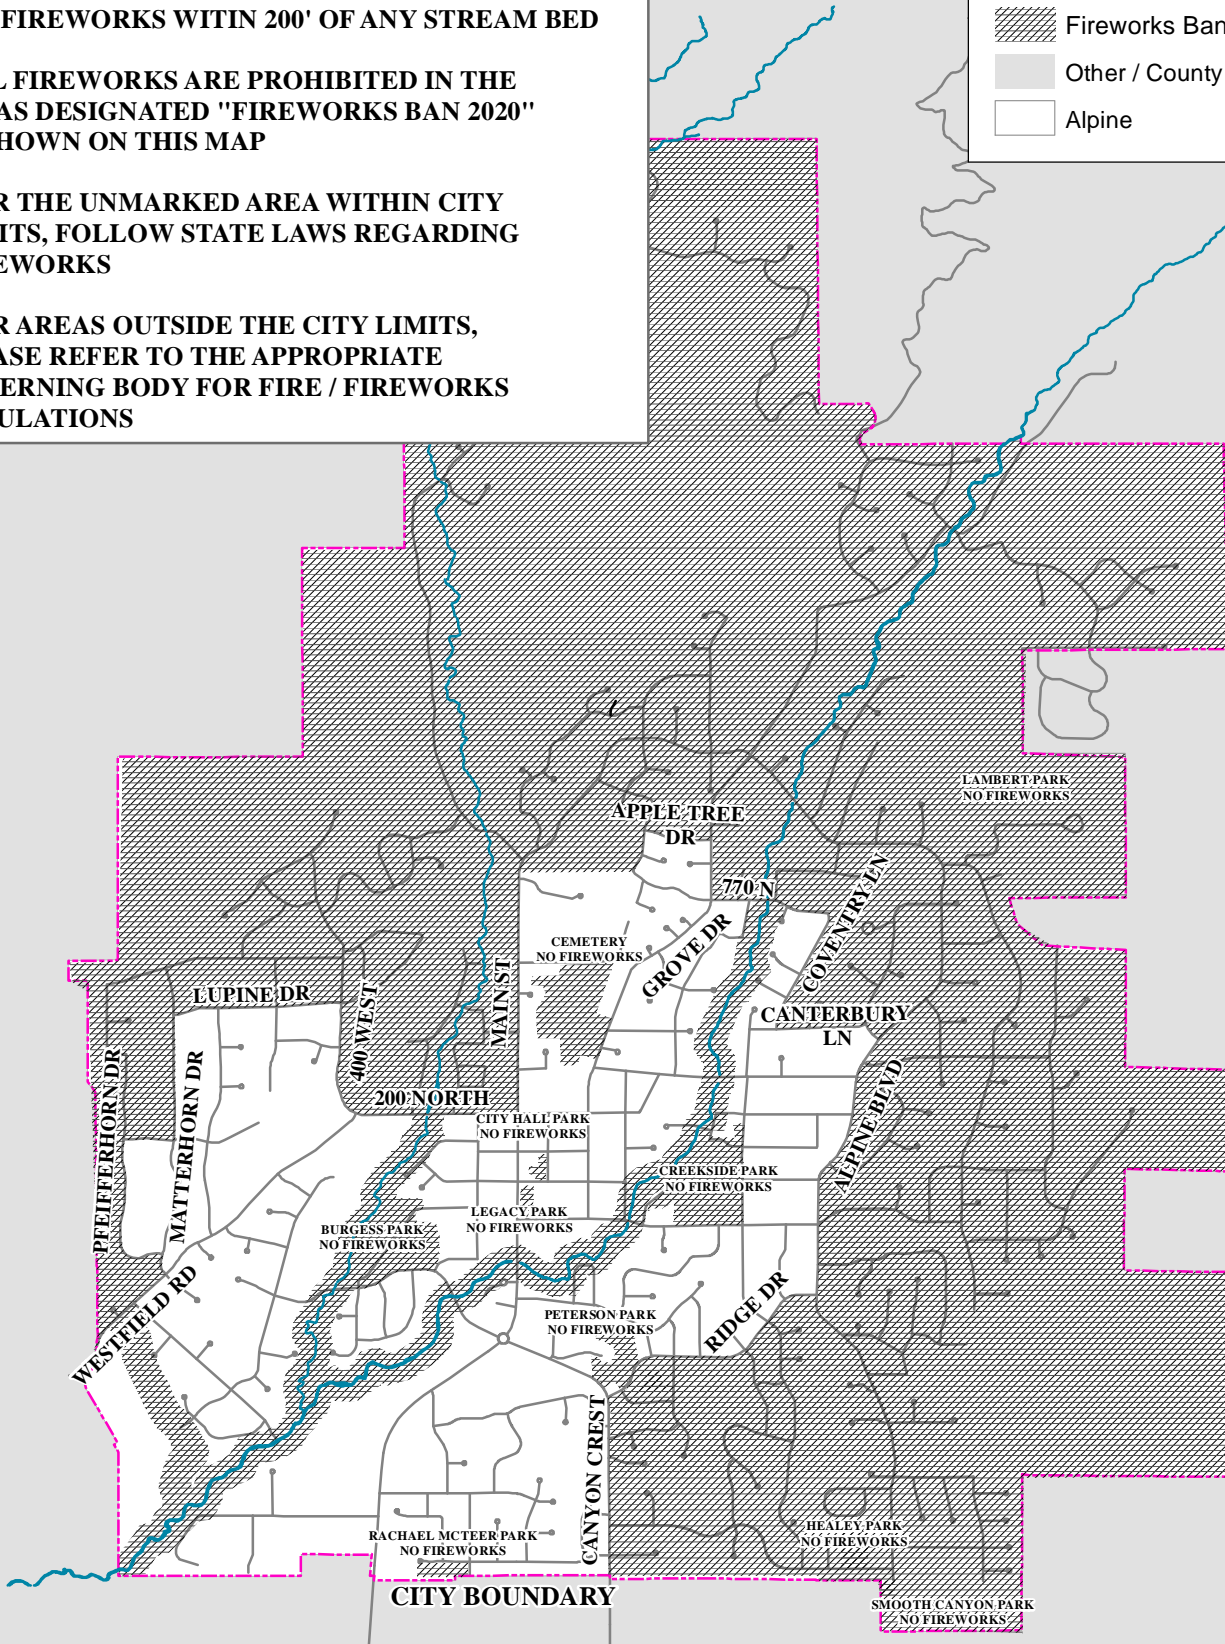 FIREWORKS WITIN 200' OF ANY STREAM BED
FIREWORKS ARE PROHIBITED IN THE
AS DESIGNATED "FIREWORKS BAN 2020"
HOWN ON THIS MAP
R THE UNMARKED AREA WITHIN CITY
ITS, FOLLOW STATE LAWS REGARDING
EWORKS
R AREAS OUTSIDE THE CITY LIMITS,
ASE REFER TO THE APPROPRIATE
ERNING BODY FOR FIRE / FIREWORKS
ULATIONS
Fireworks Ban
Other / County
Alpine
LAMBERT PARK
NO FIREWORKS
APPLE TREE
DR
770 N
COVENTRY LN
CEMETERY
NO FIREWORKS
GROVE DR
MAIN ST
LUPINE DR
400 WEST
CANTERBURY
LN
PFEIFFERHORN DR
MATTERHORN DR
200 NORTH
CITY HALL PARK
NO FIREWORKS
ALPINE BLVD
CREEKSIDE PARK
NO FIREWORKS
LEGACY PARK
NO FIREWORKS
BURGESS PARK
NO FIREWORKS
WESTFIELD RD
PETERSON PARK
NO FIREWORKS
RIDGE DR
CANYON CREST
RACHAEL MCTEER PARK
NO FIREWORKS
HEALEY PARK
NO FIREWORKS
CITY BOUNDARY
SMOOTH CANYON PARK
NO FIREWORKS